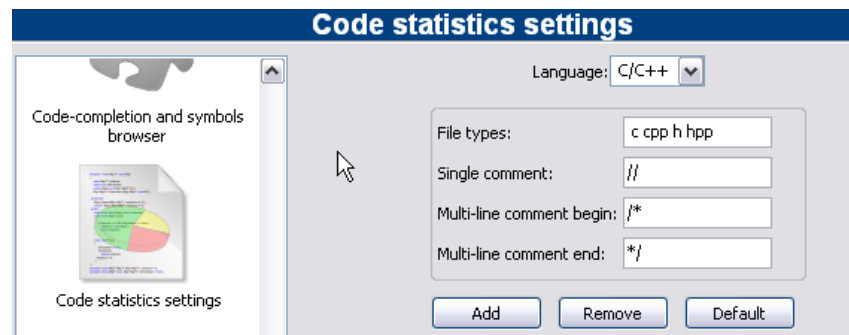 Code statistics settings
Language: C/C++
Code-completion and symbols
browser
File types: c cpp h hpp
Single comment: //
Multi-line comment begin: /*
Multi-line comment end: */
Code statistics settings
Add Remove Default